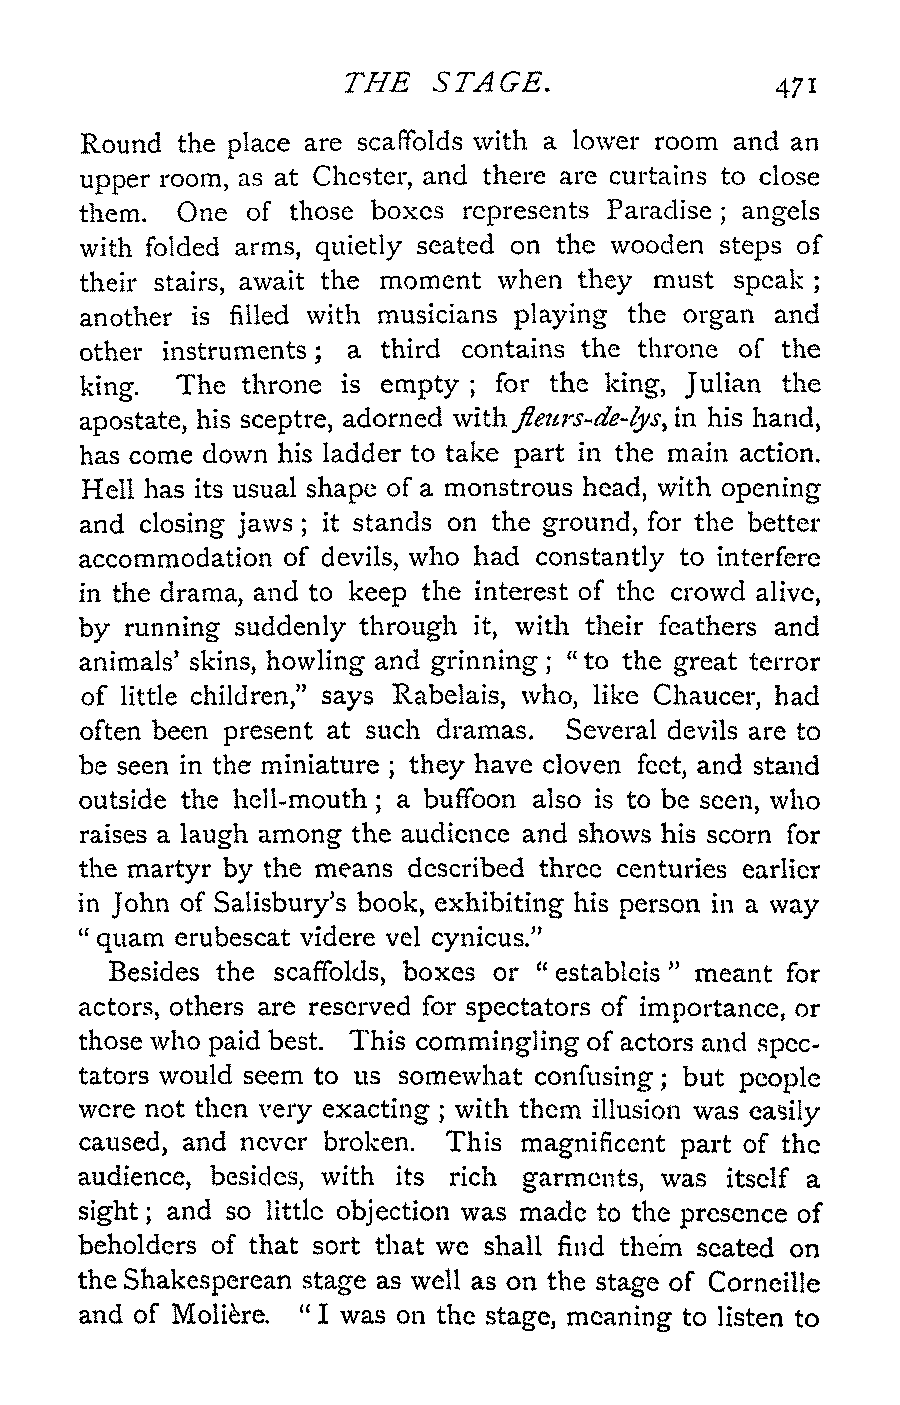 THE STAGE. 471
Round the place are scaffolds with a lower room and an
upper room, as at Chester, and there are curtains to close
them. One of those boxes represents Paradise ; angels
with folded arms, quietly seated on the wooden steps of
their stairs, await the moment when they must speak ;
another is filled with musicians playing the organ and
other instruments ; a third contains the throne of the
king. The throne is empty ; for the king, Julian the
apostate, his sceptre, adorned with fleurs-de-lys, in his hand,
has come down his ladder to take part in the main action.
Hell has its usual shape of a monstrous head, with opening
and closing jaws ; it stands on the ground, for the better
accommodation of devils, who had constantly to interfere
in the drama, and to keep the interest of the crowd alive,
by running suddenly through it, with their feathers and
animals' skins, howling and grinning ; "to the great terror
of little children," says Rabelais, who, like Chaucer, had
often been present at such dramas. Several devils are to
be seen in the miniature ; they have cloven feet, and stand
outside the hell-mouth ; a buffoon also is to be seen, who
raises a laugh among the audience and shows his scorn for
the martyr by the means described three centuries earlier
in John of Salisbury's book, exhibiting his person in a way
" quam erubescat videre vel cynicus."
Besides the scaffolds, boxes or " estableis " meant for
actors, others are reserved for spectators of importance, or
those who paid best. This commingling of actors and spec-
tators would seem to us somewhat confusing ; but people
were not then very exacting ; with them illusion was easily
caused, and never broken. This magnificent part of the
audience, besides, with its rich garments, was itself a
sight ; and so little objection was made to the presence of
beholders of that sort that we shall find them seated on
the Shakesperean stage as well as on the stage of Corneille
and of Molière. " I was on the stage, meaning to listen to